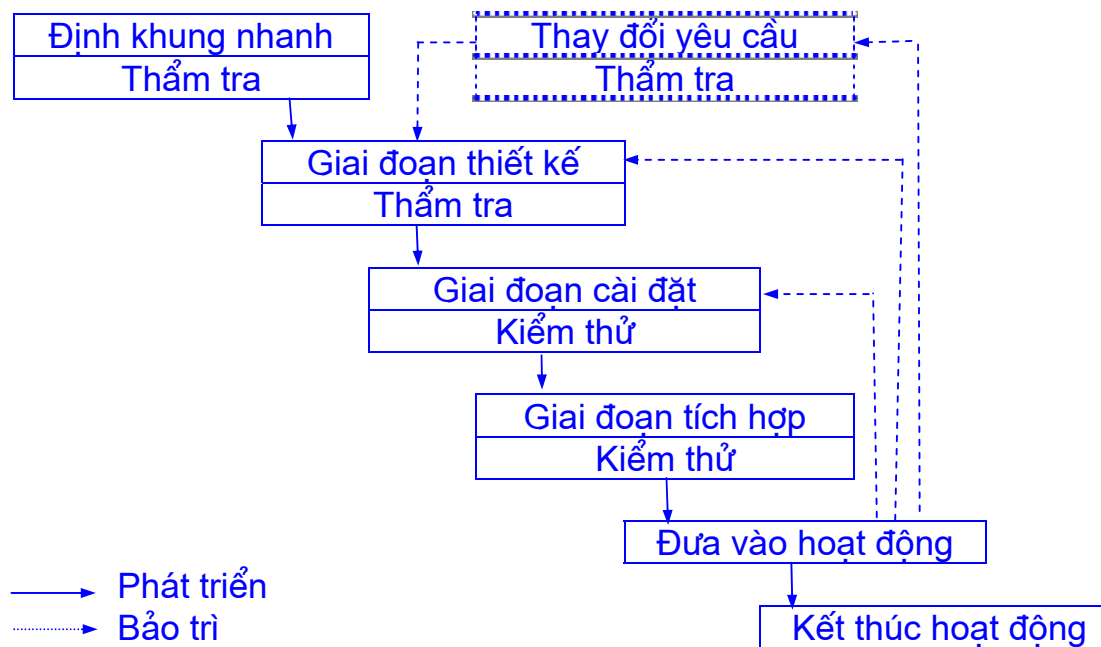 Định khung nhanh
Thẩm tra
Thay đổi yêu cầu
Thẩm tra
Giai đoạn thiết kế
Thẩm tra
Giai đoạn cài đặt
Kiểm thử
Giai đoạn tích hợp
Kiểm thử
Đưa vào hoạt động
Kết thúc hoạt động
Phát triển
Bảo trì